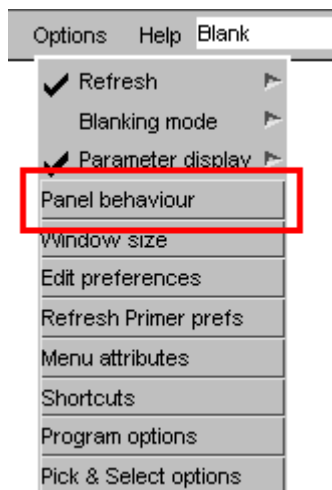 Options Help Blank
Refresh
Blanking mode
Parameter display
Panel behaviour
Window size
Edit preferences
Refresh Primer prefs
Menu attributes
Shortcuts
Program options
Pick & Select options